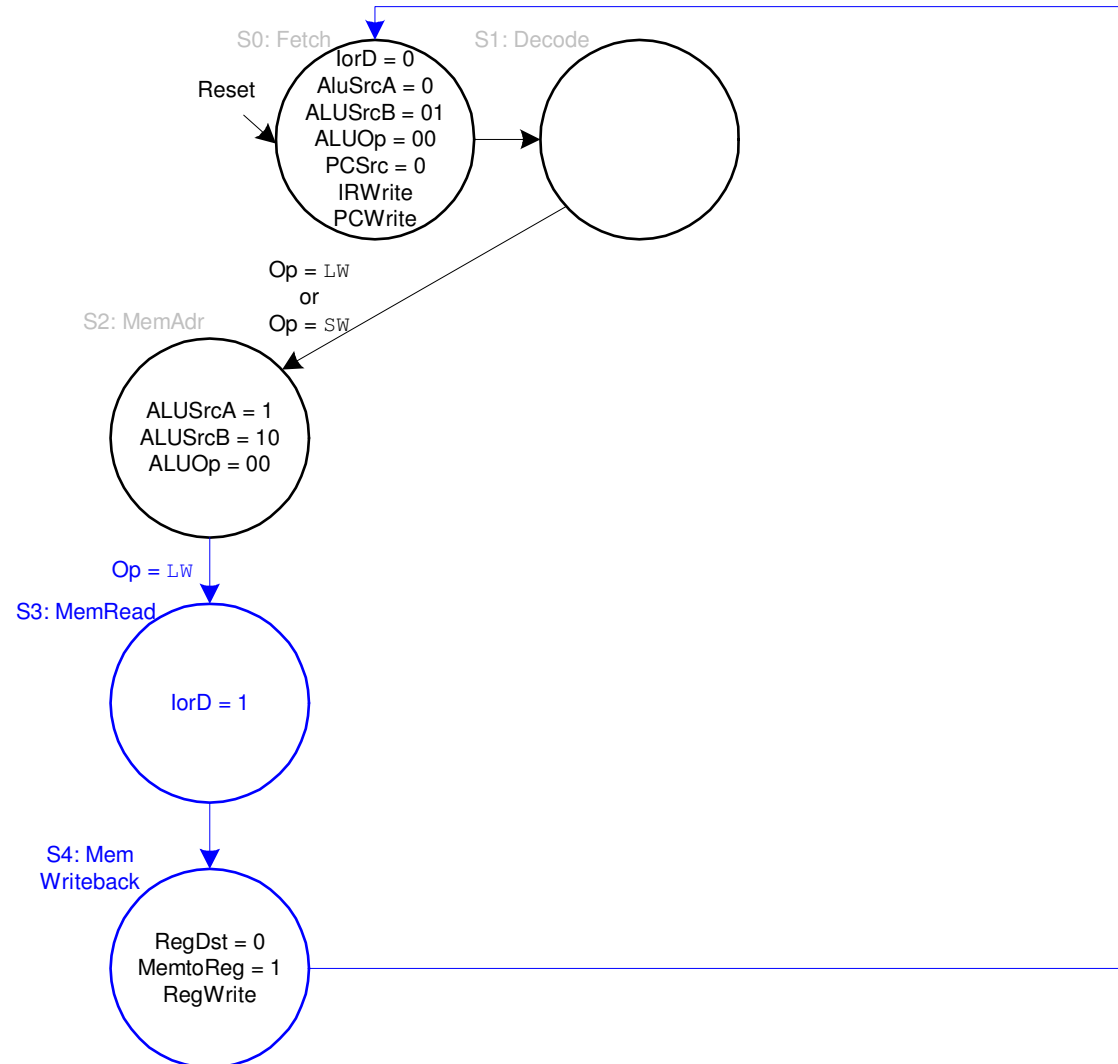 S0: Fetch
S1: Decode
Reset
IorD = 0
AluSrcA = 0
ALUSrcB = 01
ALUOp = 00
PCSrc = 0
IRWrite
PCWrite
Op = LW
or
Op = SW
S2: MemAdr
ALUSrcA = 1
ALUSrcB = 10
ALUOp = 00
Op = LW
S3: MemRead
IorD = 1
S4: Mem
Writeback
RegDst = 0
MemtoReg = 1
RegWrite